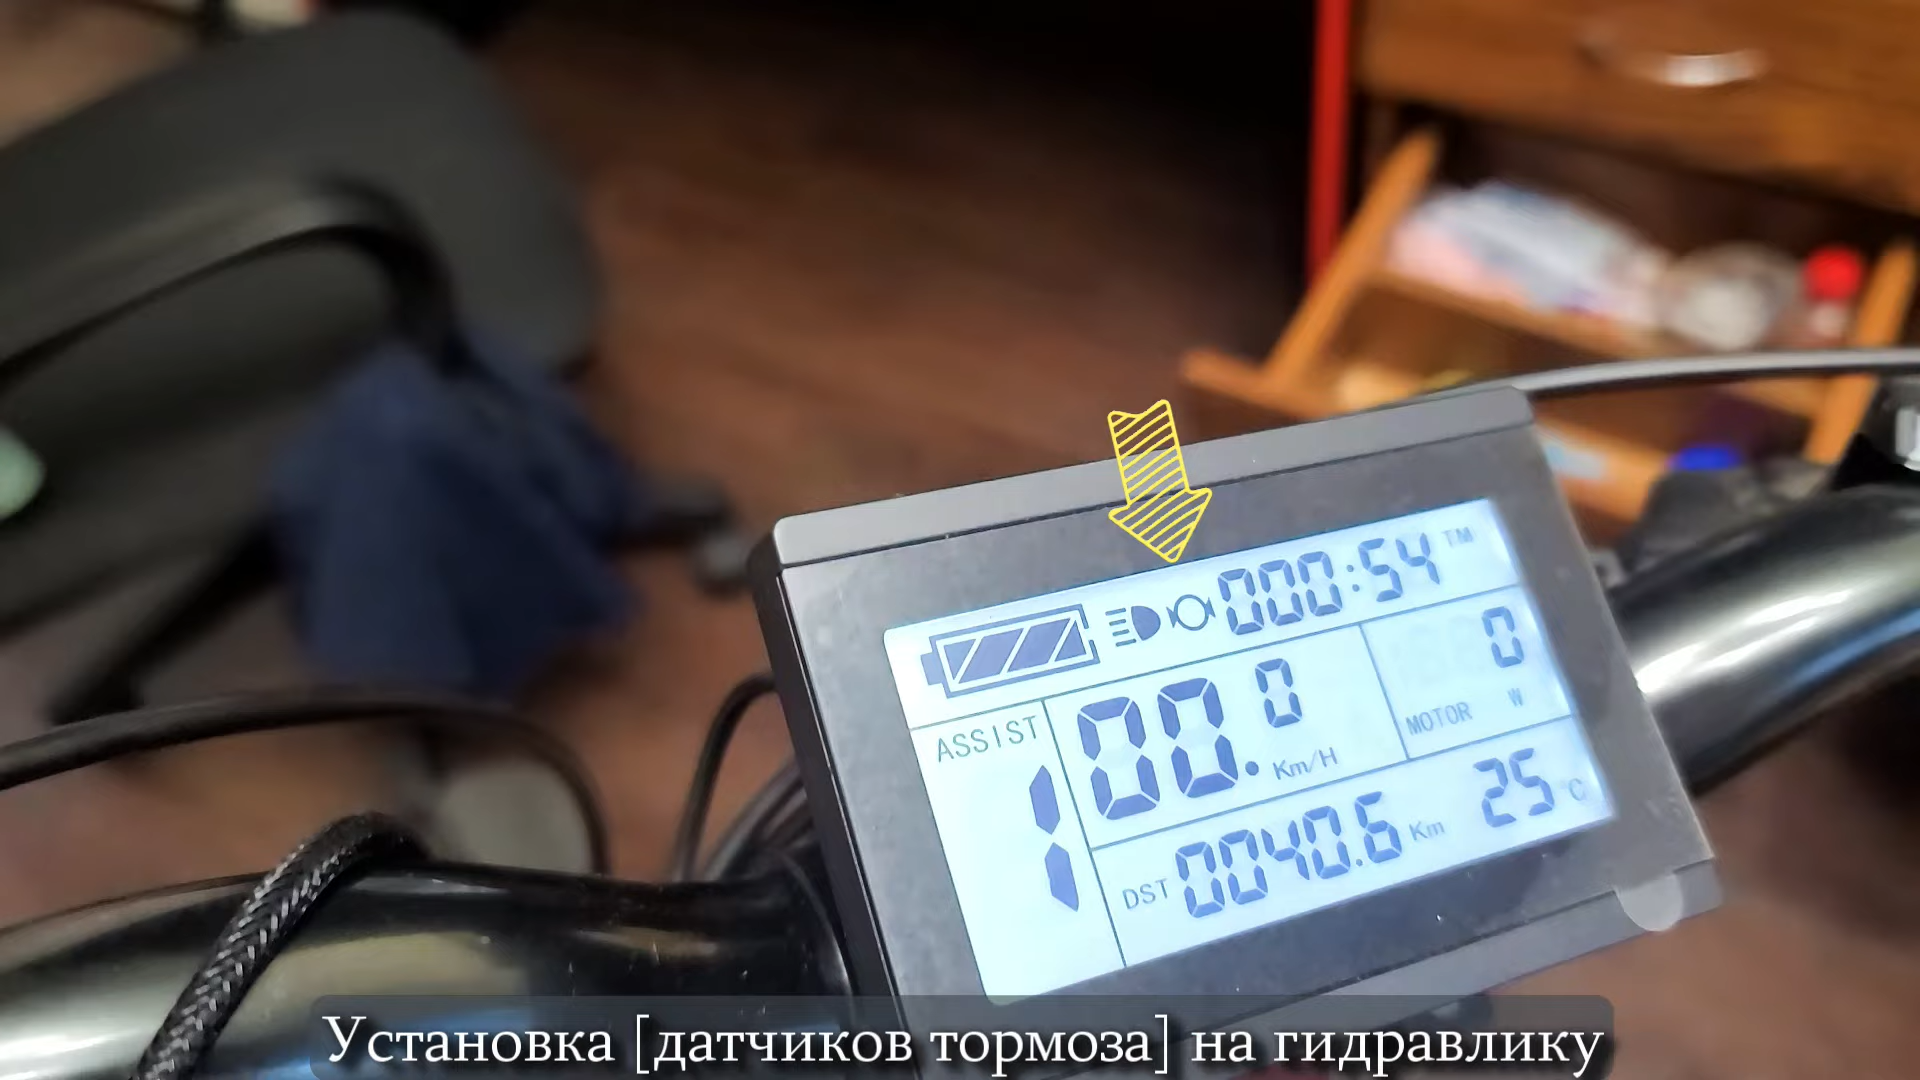 000:54 TM
0
MOTOR W
ASSIST
1
00.0
Km/H
DST 0040.6 Km
25 °C
Установка [датчиков тормоза] на гидравлику